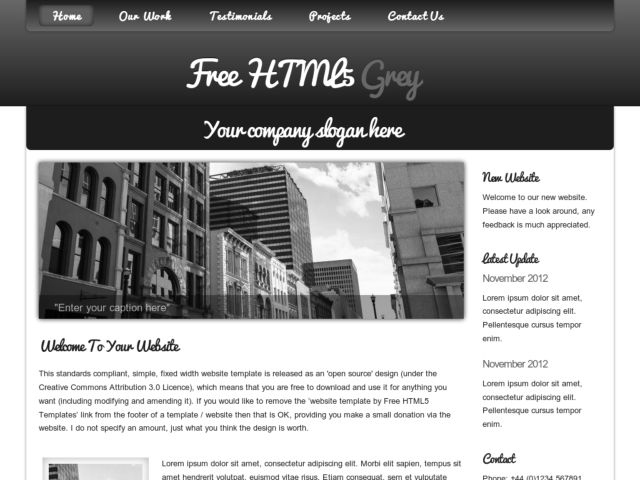 Home Our Work Testimonials Projects Contact Us
Free HTML5 Grey
Your company slogan here
"Enter your caption here"
Welcome To Your Website
This standards compliant, simple, fixed width website template is released as an 'open source' design (under the
Creative Commons Attribution 3.0 Licence), which means that you are free to download and use it for anything you
want (including modifying and amending it). If you would like to remove the 'website template by Free HTML5
Templates' link from the footer of a template / website then that is OK, providing you make a small donation via the
website. I do not specify an amount, just what you think the design is worth.
Lorem ipsum dolor sit amet, consectetur adipiscing elit. Morbi elit sapien, tempus sit
amet hendrerit volutpat, euismod vitae risus. Etiam consequat, sem et vulputate
New Website
Welcome to our new website.
Please have a look around, any
feedback is much appreciated.
Latest Update
November 2012
Lorem ipsum dolor sit amet,
consectetur adipiscing elit.
Pellentesque cursus tempor
enim.
November 2012
Lorem ipsum dolor sit amet,
consectetur adipiscing elit.
Pellentesque cursus tempor
enim.
Contact
Phone: +44 (0)1234 567891